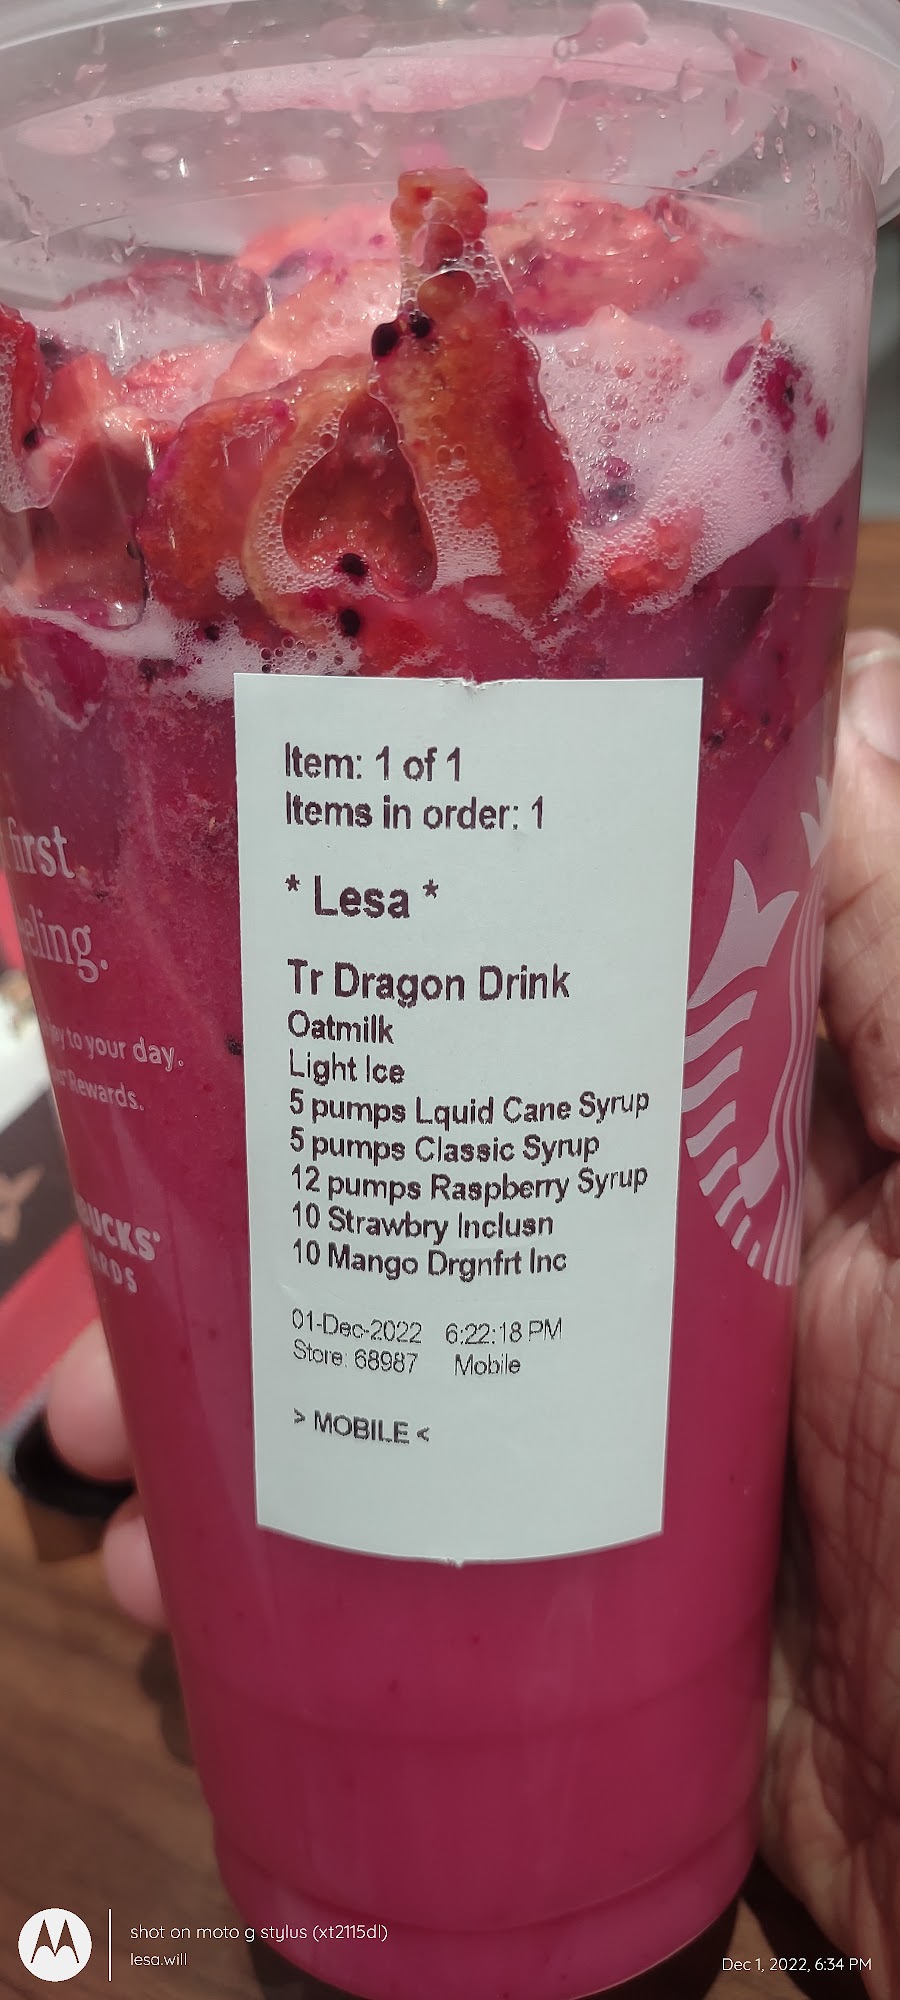 Item: 1 of 1
Items in order: 1
* Lesa *
Tr Dragon Drink
Oatmilk
Light Ice
5 pumps Lquid Cane Syrup
5 pumps Classic Syrup
12 pumps Raspberry Syrup
10 Strawbry Inclusn
10 Mango Drgnfrt Inc
01-Dec-2022 6:22:18 PM
Store: 68987 Mobile
> MOBILE <
first
to your day.
Rewards.
shot on moto g stylus (xt2115dl)
lesa.will
Dec 1, 2022, 6:34 PM